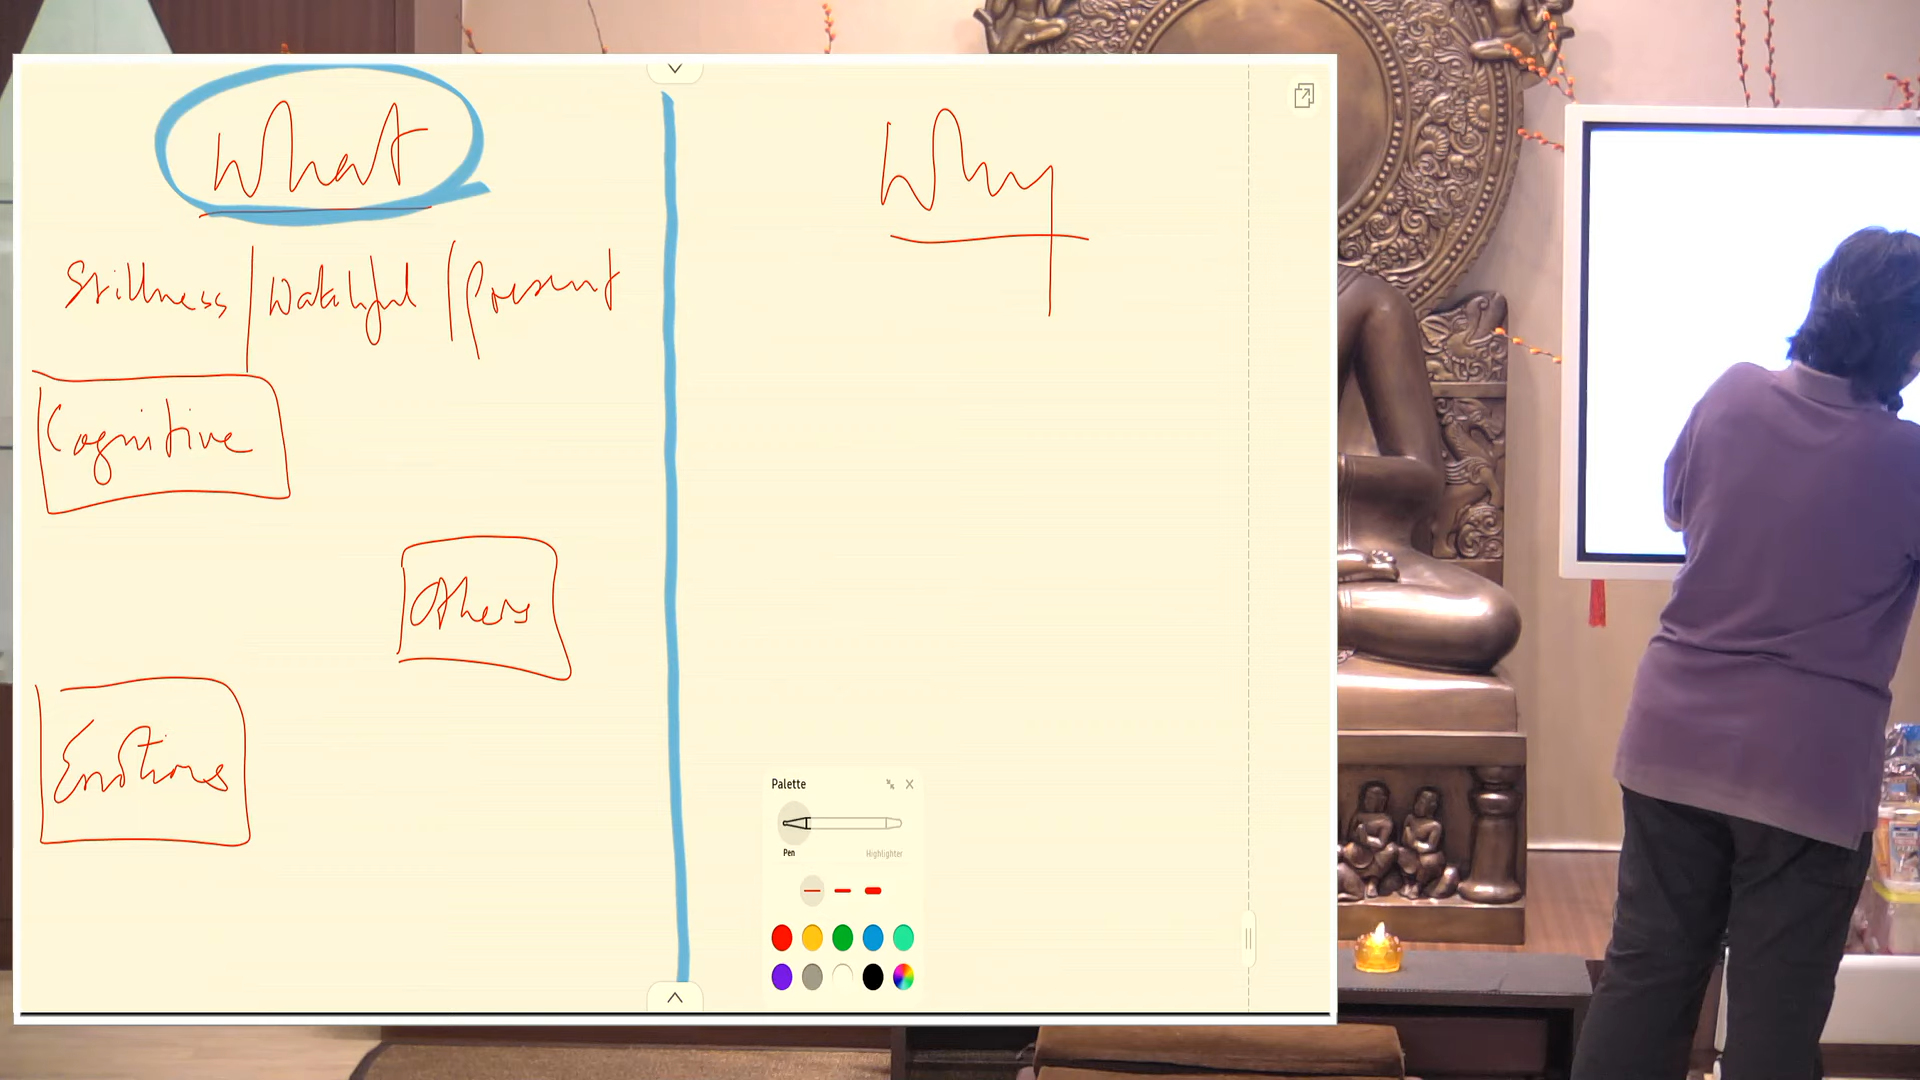 What
Stillness / Watchful / Present
Cognitive
Others
Emotions
Why
Palette
Pen
Highlighter